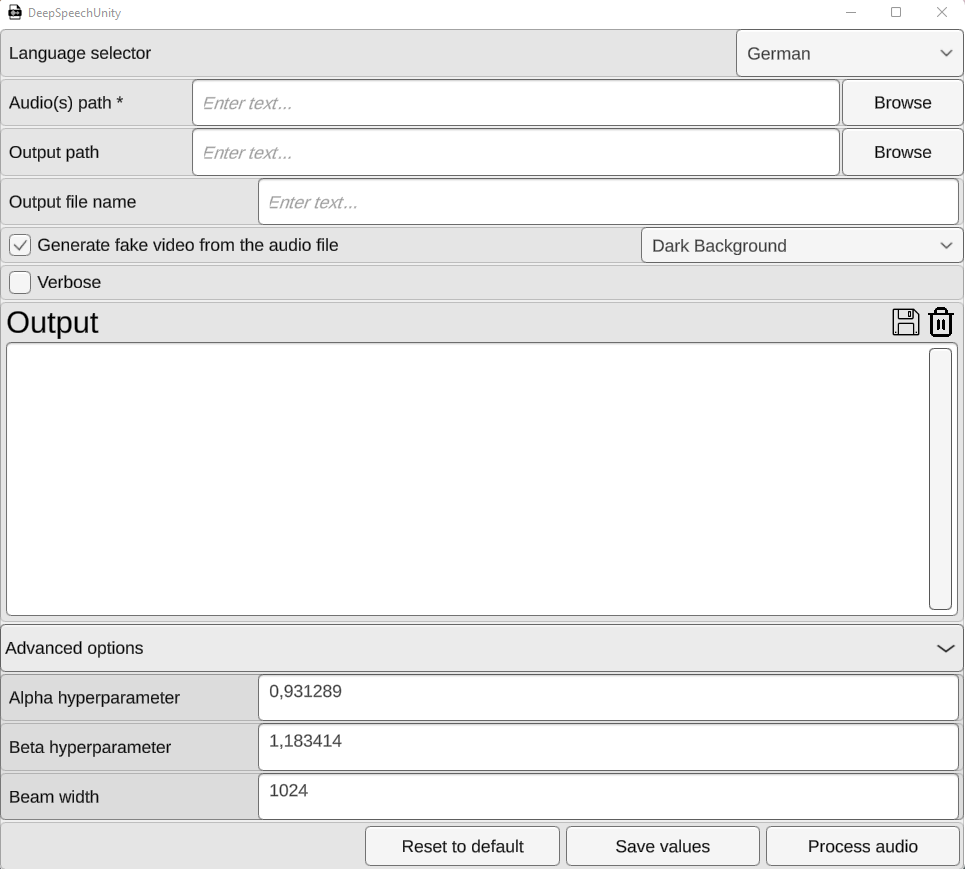 DeepSpeechUnity
Language selector German
Audio(s) path * Enter text... Browse
Output path Enter text... Browse
Output file name Enter text...
Generate fake video from the audio file Dark Background
Verbose
Output
Advanced options
Alpha hyperparameter 0,931289
Beta hyperparameter 1,183414
Beam width 1024
Reset to default Save values Process audio